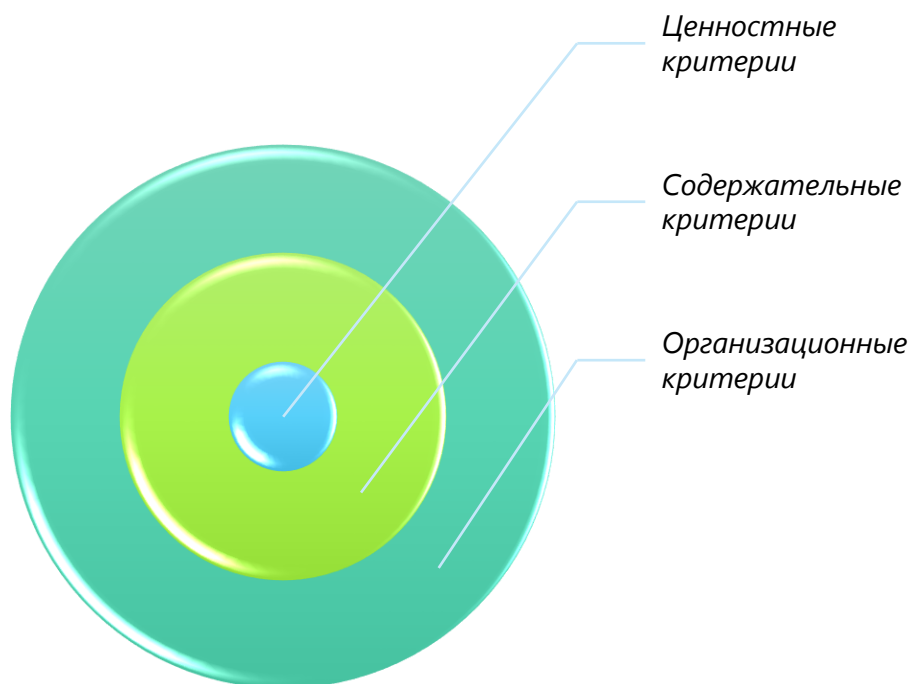 Ценностные
критерии
Содержательные
критерии
Организационные
критерии